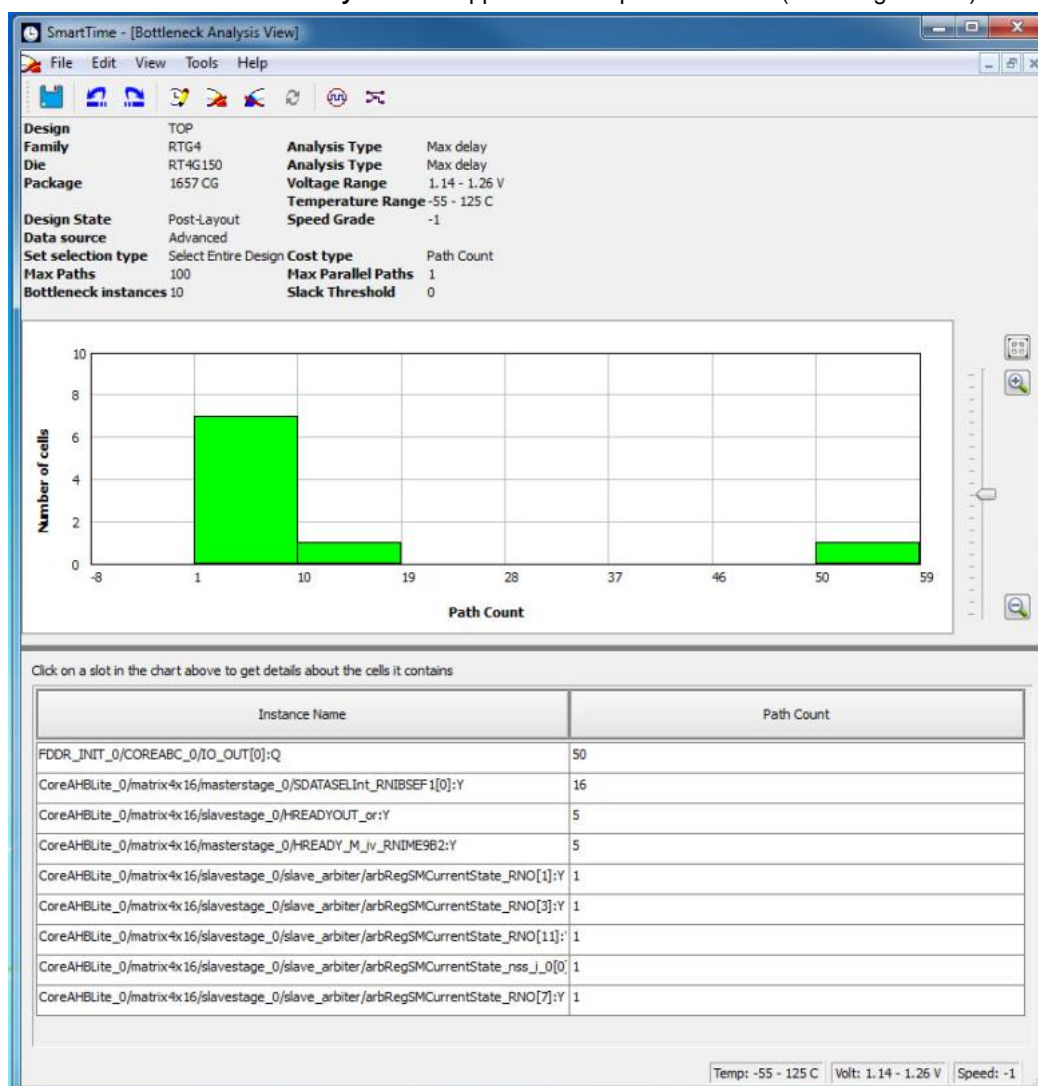 SmartTime - [Bottleneck Analysis View]
File Edit View Tools Help
Design TOP
Family RTG4 Analysis Type Max delay
Die RT4G150 Analysis Type Max delay
Package 1657 CG Voltage Range 1.14 - 1.26 V
Temperature Range -55 - 125 C
Design State Post-Layout Speed Grade -1
Data source Advanced
Set selection type Select Entire Design Cost type Path Count
Max Paths 100 Max Parallel Paths 1
Bottleneck instances 10 Slack Threshold 0
10
8
6
4
2
0
Number of cells
-8 1 10 19 28 37 46 50 59
Path Count
Click on a slot in the chart above to get details about the cells it contains
Instance Name Path Count
FDDR_INIT_0/COREABC_0/IO_OUT[0]:Q 50
CoreAHBLite_0/matrix4x16/masterstage_0/SDATASELInt_RNIBSEF1[0]:Y 16
CoreAHBLite_0/matrix4x16/slavestage_0/HREADYOUT_or:Y 5
CoreAHBLite_0/matrix4x16/masterstage_0/HREADY_M_iv_RNIME9B2:Y 5
CoreAHBLite_0/matrix4x16/slavestage_0/slave_arbiter/arbRegSMCurrentState_RNO[1]:Y 1
CoreAHBLite_0/matrix4x16/slavestage_0/slave_arbiter/arbRegSMCurrentState_RNO[3]:Y 1
CoreAHBLite_0/matrix4x16/slavestage_0/slave_arbiter/arbRegSMCurrentState_RNO[11]: 1
CoreAHBLite_0/matrix4x16/slavestage_0/slave_arbiter/arbRegSMCurrentState_nss_i_0[0] 1
CoreAHBLite_0/matrix4x16/slavestage_0/slave_arbiter/arbRegSMCurrentState_RNO[7]:Y 1
Temp: -55 - 125 C Volt: 1.14 - 1.26 V Speed: -1